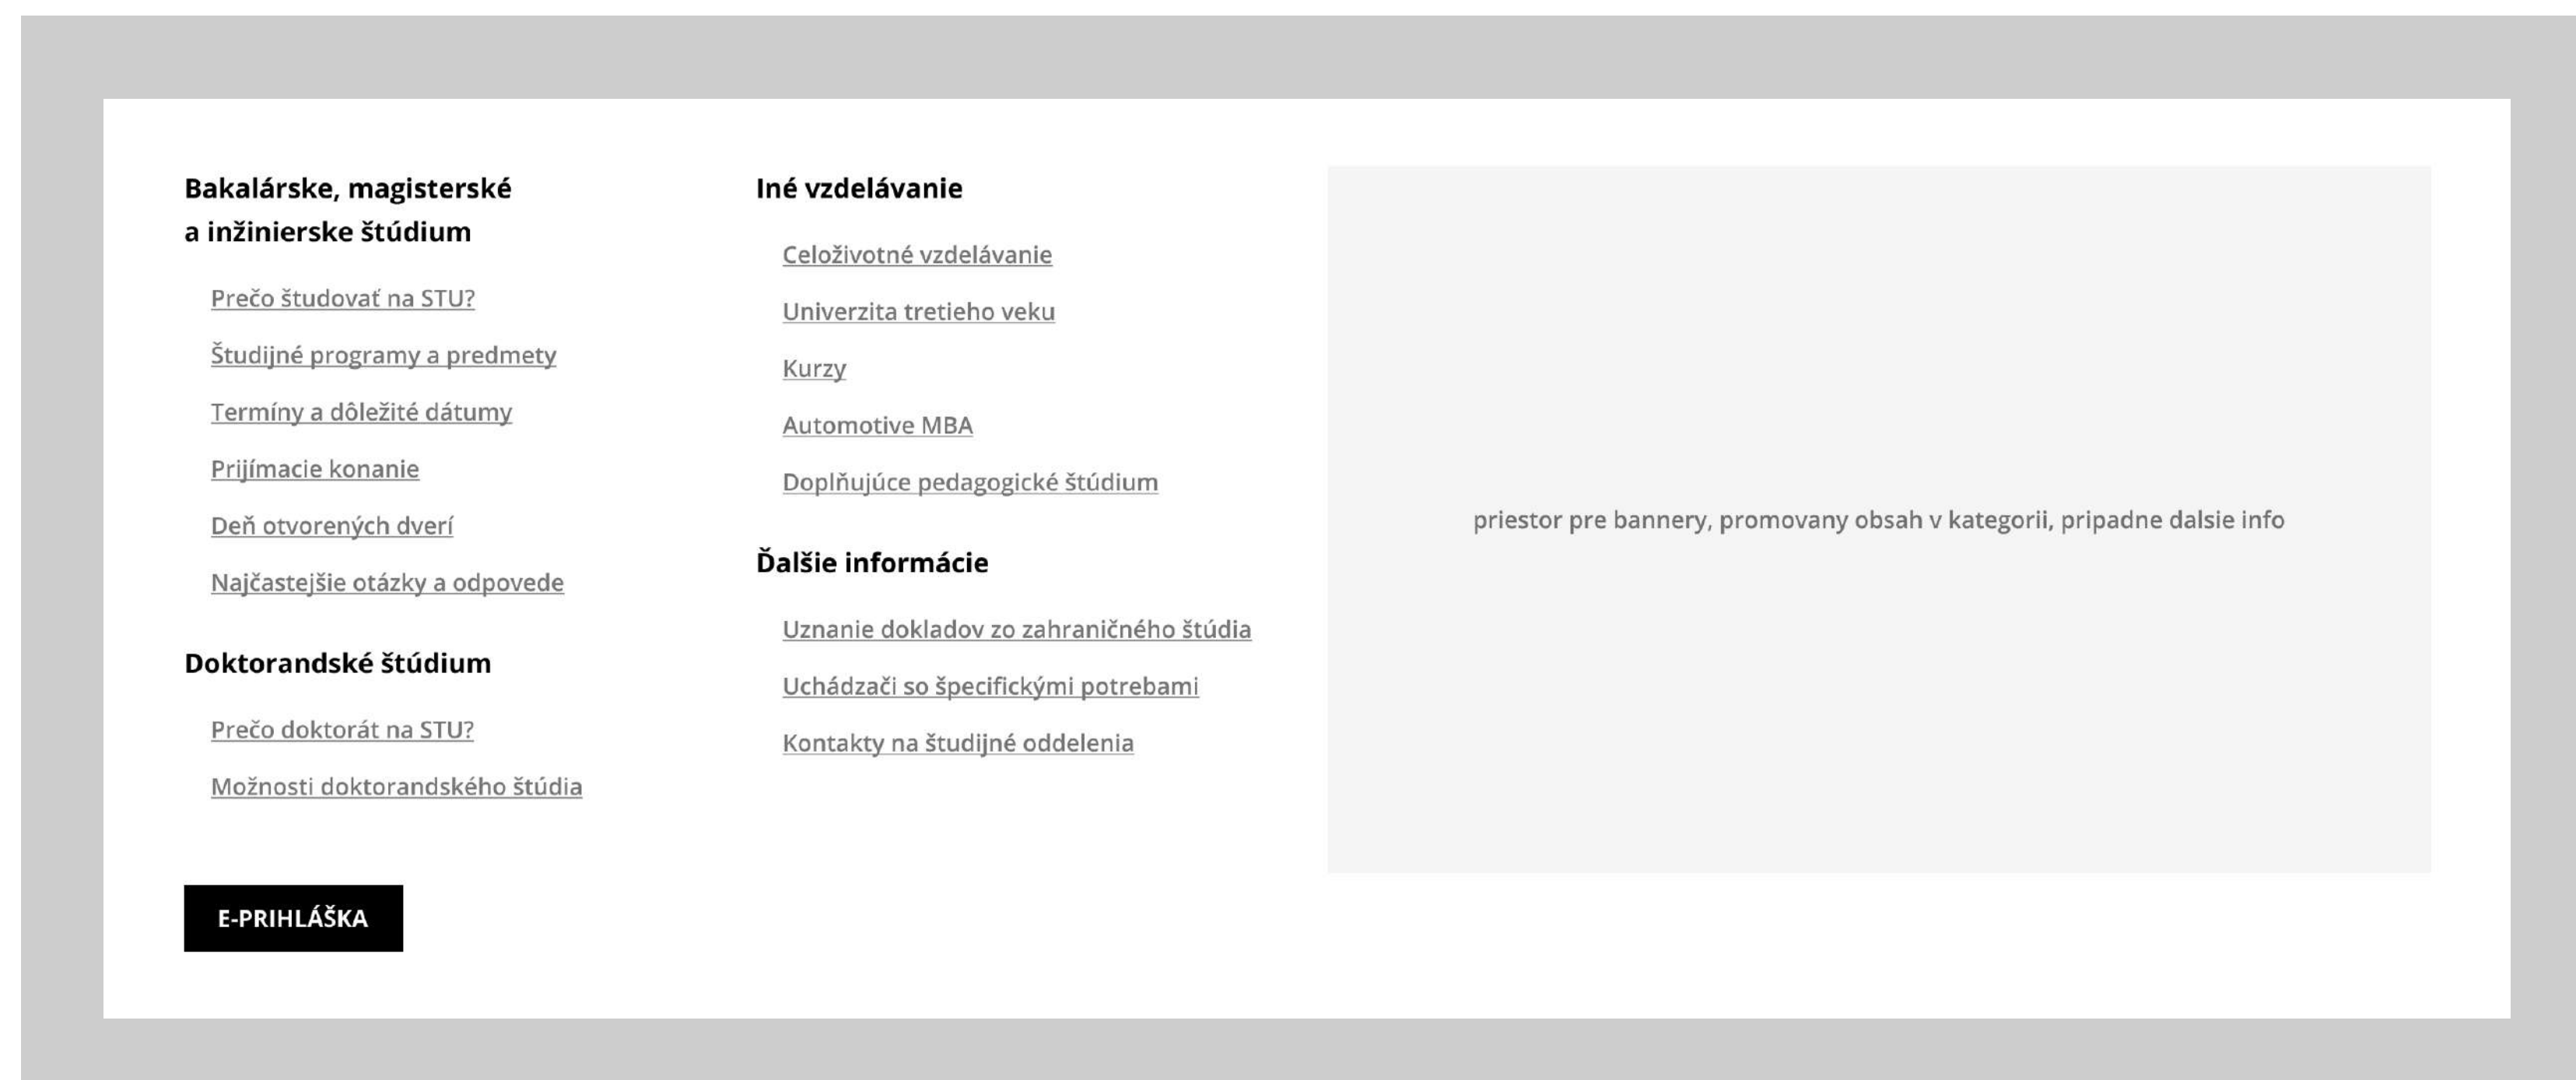 Bakalárske, magisterské
a inžinierske štúdium
Prečo študovať na STU?
Študijné programy a predmety
Termíny a dôležité dátumy
Prijímacie konanie
Deň otvorených dverí
Najčastejšie otázky a odpovede
Doktorandské štúdium
Prečo doktorát na STU?
Možnosti doktorandského štúdia
E-PRIHLÁŠKA
Iné vzdelávanie
Celoživotné vzdelávanie
Univerzita tretieho veku
Kurzy
Automotive MBA
Doplňujúce pedagogické štúdium
Ďalšie informácie
Uznanie dokladov zo zahraničného štúdia
Uchádzači so špecifickými potrebami
Kontakty na študijné oddelenia
priestor pre bannery, promovany obsah v kategorii, pripadne dalsie info